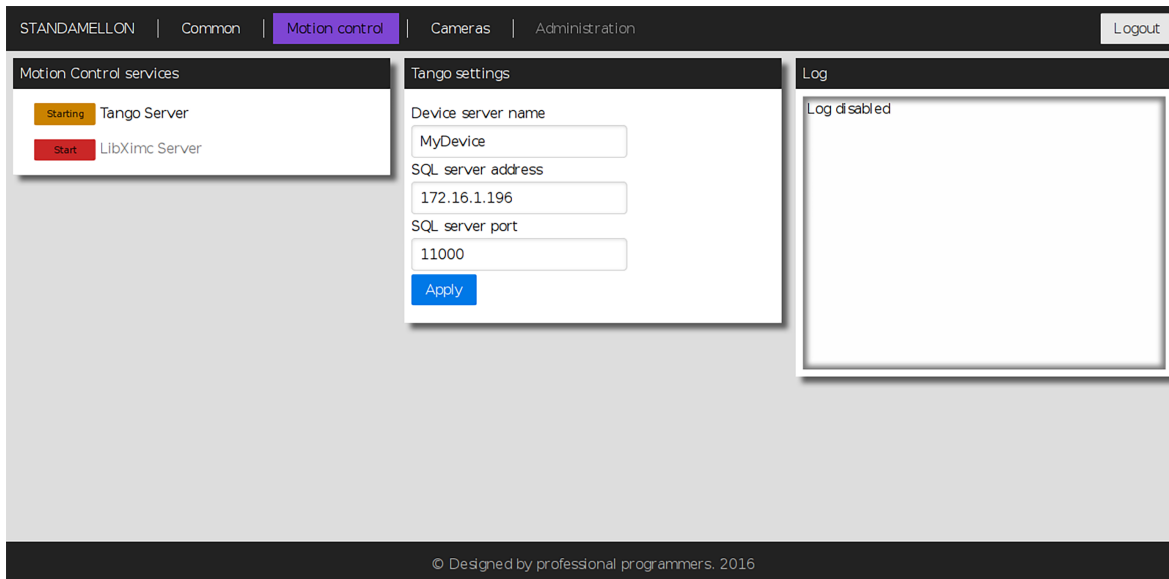 STANDAMELLON Common Motion control Cameras Administration Logout
Motion Control services
Starting Tango Server
Start LibXimc Server
Tango settings
Device server name
MyDevice
SQL server address
172.16.1.196
SQL server port
11000
Apply
Log
Log disabled
© Designed by professional programmers. 2016